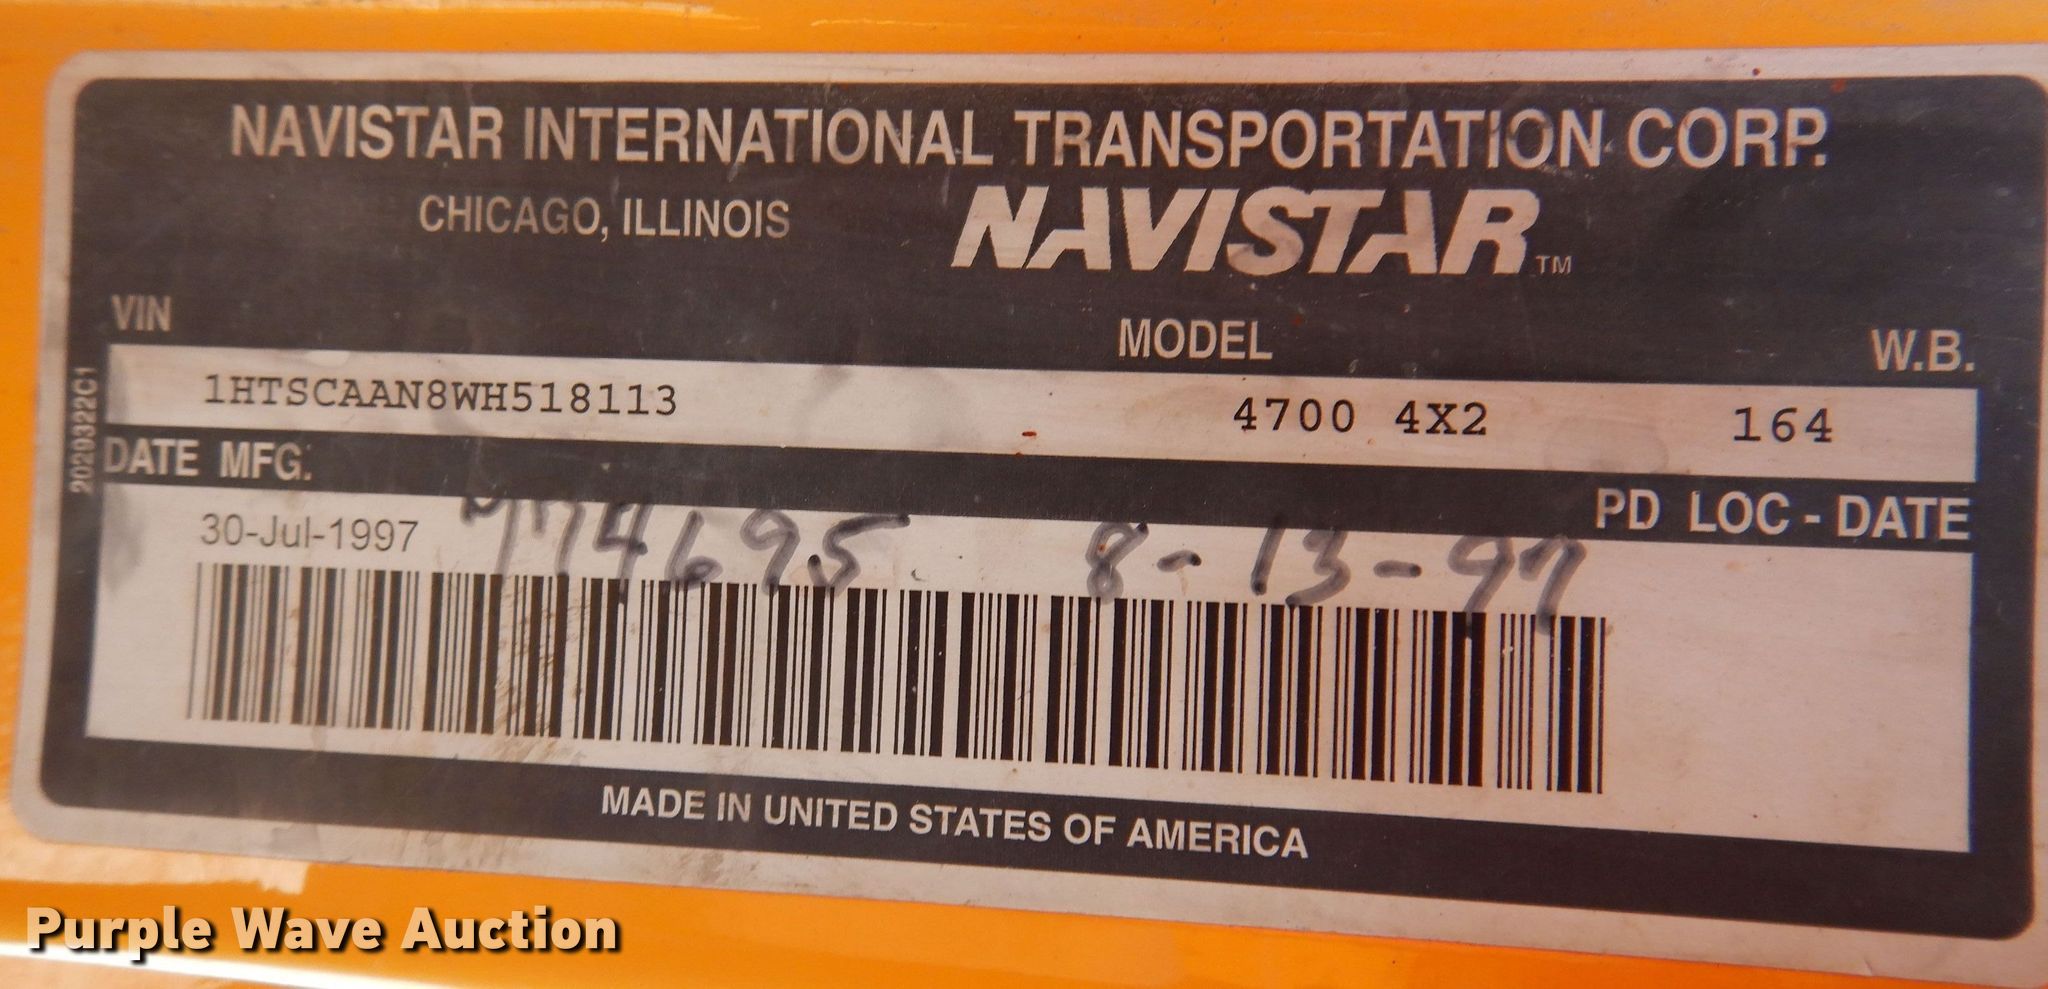 NAVISTAR INTERNATIONAL TRANSPORTATION CORP.
CHICAGO, ILLINOIS NAVISTAR™
VIN MODEL W.B.
1HTSCAAN8WH518113 4700 4X2 164
2020322C1
DATE MFG. PD LOC - DATE
30-Jul-1997 774695 8-13-97
MADE IN UNITED STATES OF AMERICA
Purple Wave Auction